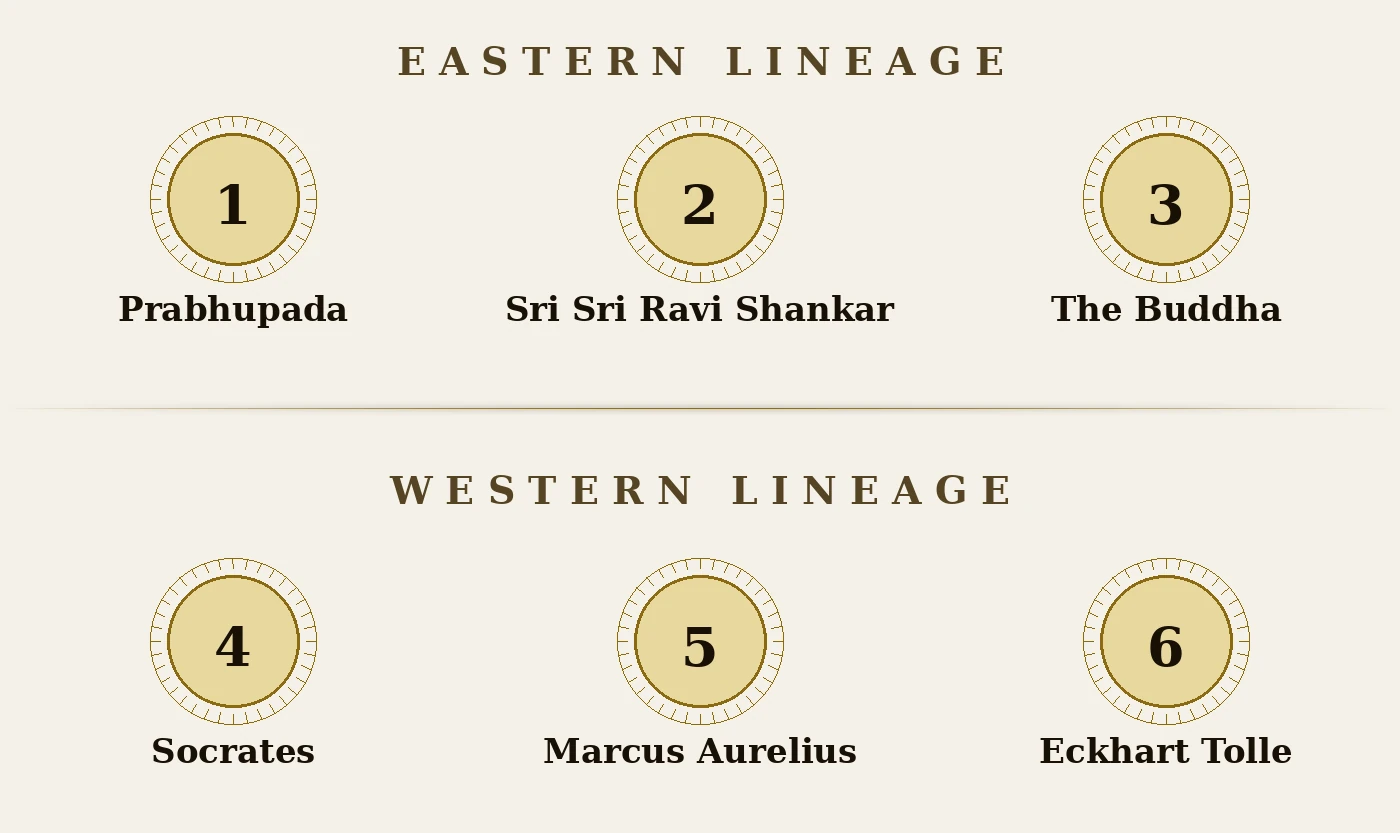 EASTERN LINEAGE
1 2 3
Prabhupada Sri Sri Ravi Shankar The Buddha
WESTERN LINEAGE
4 5 6
Socrates Marcus Aurelius Eckhart Tolle